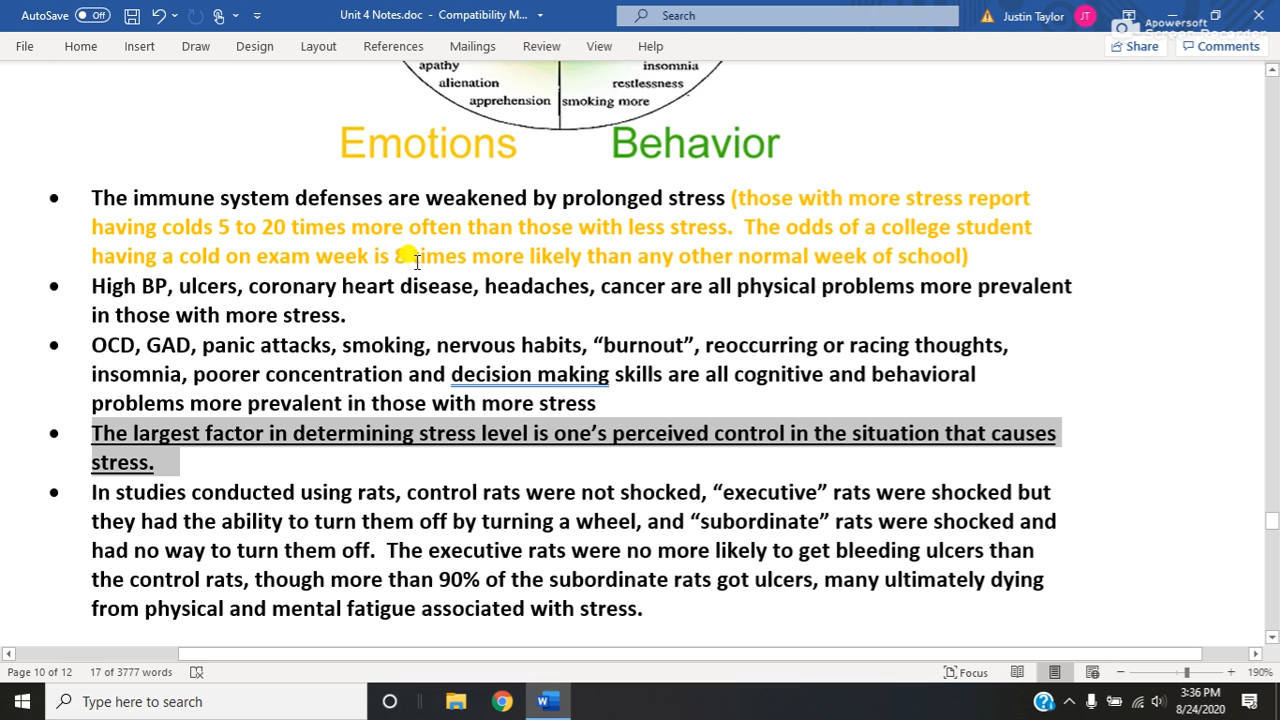 AutoSave Off Unit 4 Notes.doc - Compatibility M... Search Justin Taylor JT
Apowersoft
Screen Recorder
File Home Insert Draw Design Layout References Mailings Review View Help Share Comments
apathy insomnia
alienation restlessness
apprehension smoking more
Emotions Behavior
• The immune system defenses are weakened by prolonged stress (those with more stress report
having colds 5 to 20 times more often than those with less stress. The odds of a college student
having a cold on exam week is 8 times more likely than any other normal week of school)
• High BP, ulcers, coronary heart disease, headaches, cancer are all physical problems more prevalent
in those with more stress.
• OCD, GAD, panic attacks, smoking, nervous habits, “burnout”, reoccurring or racing thoughts,
insomnia, poorer concentration and decision making skills are all cognitive and behavioral
problems more prevalent in those with more stress
• The largest factor in determining stress level is one’s perceived control in the situation that causes
stress.
• In studies conducted using rats, control rats were not shocked, “executive” rats were shocked but
they had the ability to turn them off by turning a wheel, and “subordinate” rats were shocked and
had no way to turn them off. The executive rats were no more likely to get bleeding ulcers than
the control rats, though more than 90% of the subordinate rats got ulcers, many ultimately dying
from physical and mental fatigue associated with stress.
Page 10 of 12 17 of 3777 words Focus 190%
Type here to search 3:36 PM
8/24/2020